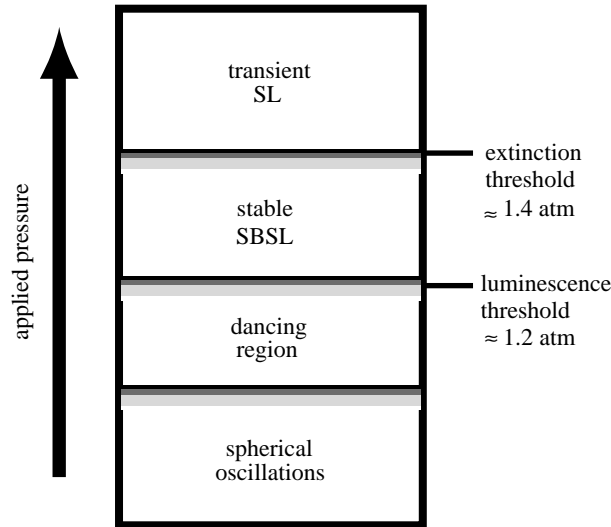 transient
SL
extinction
threshold
≈ 1.4 atm
stable
SBSL
luminescence
threshold
≈ 1.2 atm
dancing
region
spherical
oscillations
applied pressure